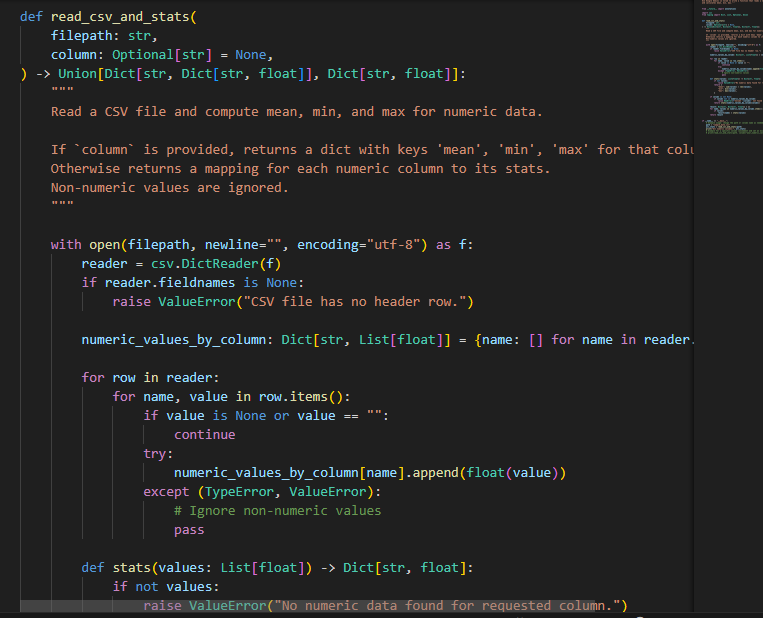 def read_csv_and_stats(
    filepath: str,
    column: Optional[str] = None,
) -> Union[Dict[str, Dict[str, float]], Dict[str, float]]:
    """
    Read a CSV file and compute mean, min, and max for numeric data.

    If `column` is provided, returns a dict with keys 'mean', 'min', 'max' for that colu
    Otherwise returns a mapping for each numeric column to its stats.
    Non-numeric values are ignored.
    """

    with open(filepath, newline="", encoding="utf-8") as f:
        reader = csv.DictReader(f)
        if reader.fieldnames is None:
            raise ValueError("CSV file has no header row.")

        numeric_values_by_column: Dict[str, List[float]] = {name: [] for name in reader.

        for row in reader:
            for name, value in row.items():
                if value is None or value == "":
                    continue
                try:
                    numeric_values_by_column[name].append(float(value))
                except (TypeError, ValueError):
                    # Ignore non-numeric values
                    pass

        def stats(values: List[float]) -> Dict[str, float]:
            if not values:
                raise ValueError("No numeric data found for requested column.")